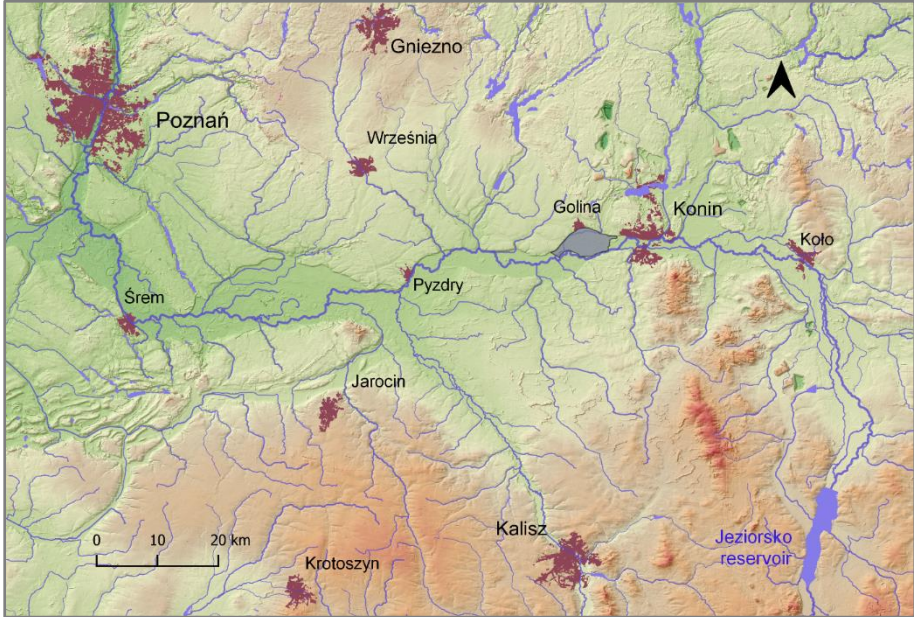 Gniezno
Poznań
Września
Golina
Konin
Koło
Pyzdry
Śrem
Jarocin
0 10 20 km
Kalisz
Jeziorsko
reservoir
Krotoszyn